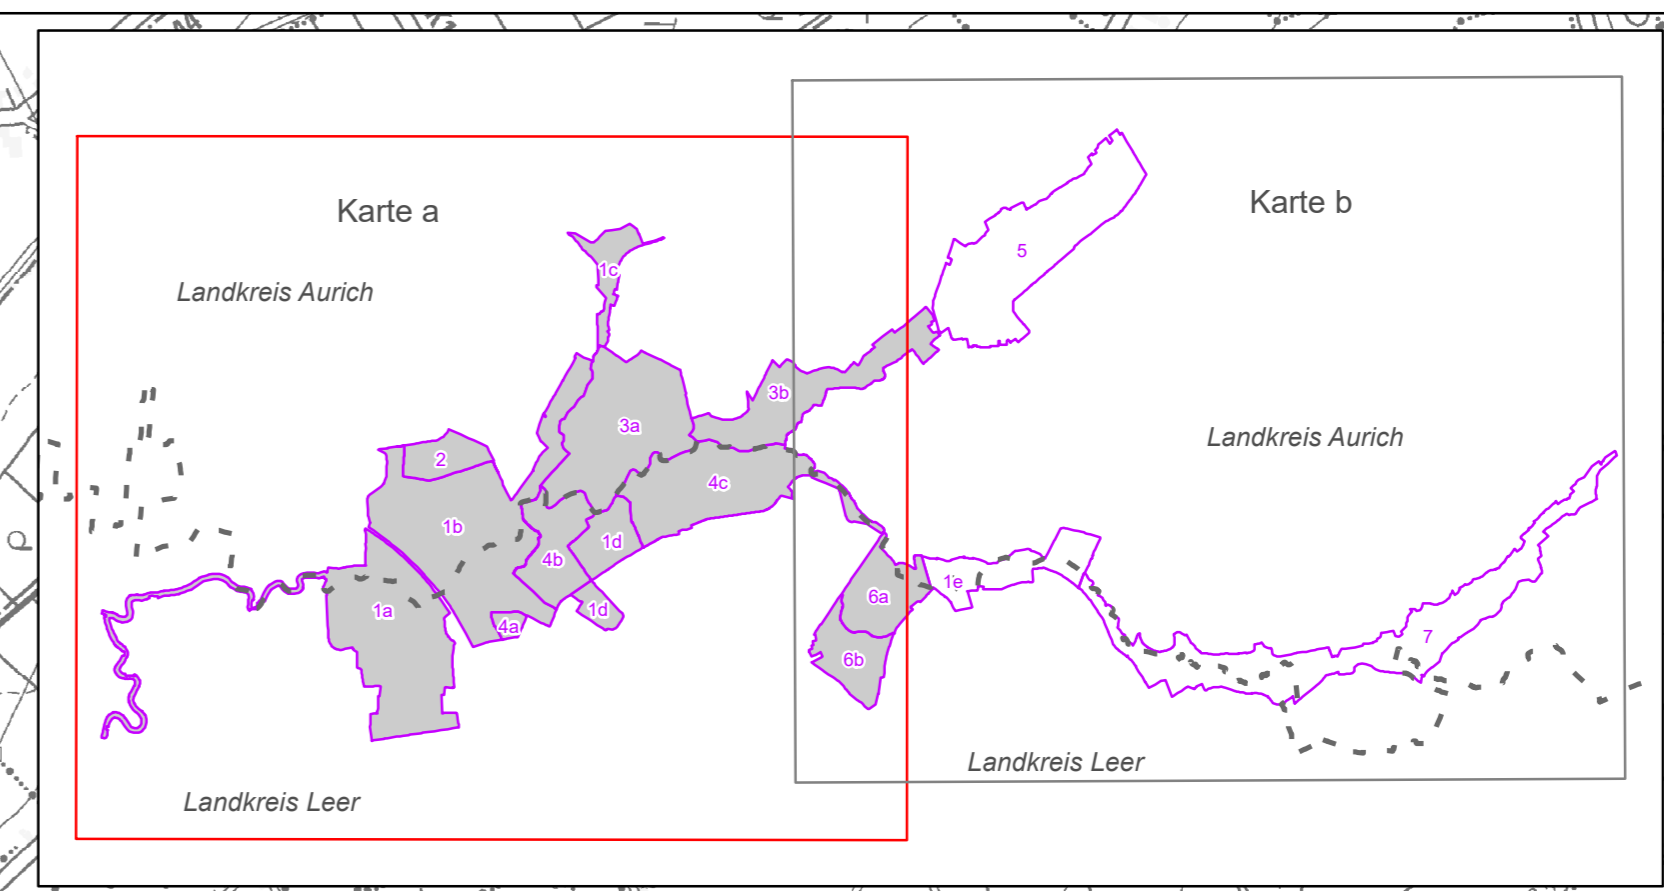 Karte a
Karte b
Landkreis Aurich
1c
5
3b
3a
Landkreis Aurich
2
4c
1b
1d
4b
1e
6a
1a
1d
4a
7
6b
Landkreis Leer
Landkreis Leer